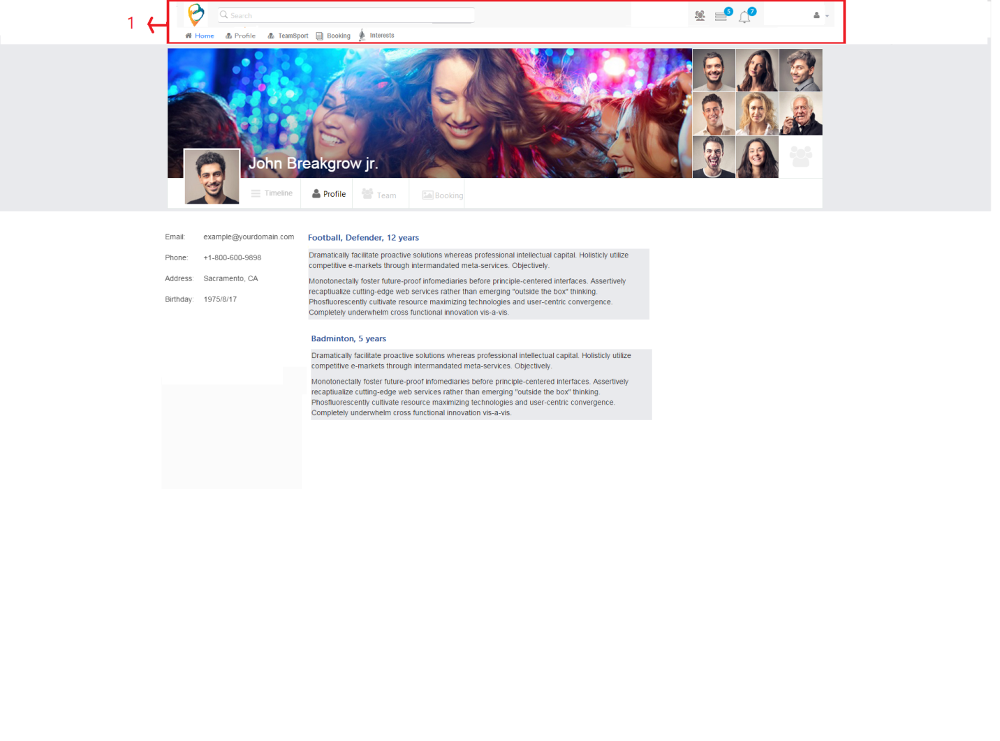 1
Search
5
7
Home
Profile
TeamSport
Booking
Interests
John Breakgrow jr.
Timeline
Profile
Team
Booking
Email: example@yourdomain.com
Phone: +1-800-600-9898
Address: Sacramento, CA
Birthday: 1975/8/17
Football, Defender, 12 years
Dramatically facilitate proactive solutions whereas professional intellectual capital. Holisticly utilize
competitive e-markets through intermandated meta-services. Objectively.
Monotonectally foster future-proof infomediaries before principle-centered interfaces. Assertively
recaptiualize cutting-edge web services rather than emerging "outside the box" thinking.
Phosfluorescently cultivate resource maximizing technologies and user-centric convergence.
Completely underwhelm cross functional innovation vis-a-vis.
Badminton, 5 years
Dramatically facilitate proactive solutions whereas professional intellectual capital. Holisticly utilize
competitive e-markets through intermandated meta-services. Objectively.
Monotonectally foster future-proof infomediaries before principle-centered interfaces. Assertively
recaptiualize cutting-edge web services rather than emerging "outside the box" thinking.
Phosfluorescently cultivate resource maximizing technologies and user-centric convergence.
Completely underwhelm cross functional innovation vis-a-vis.